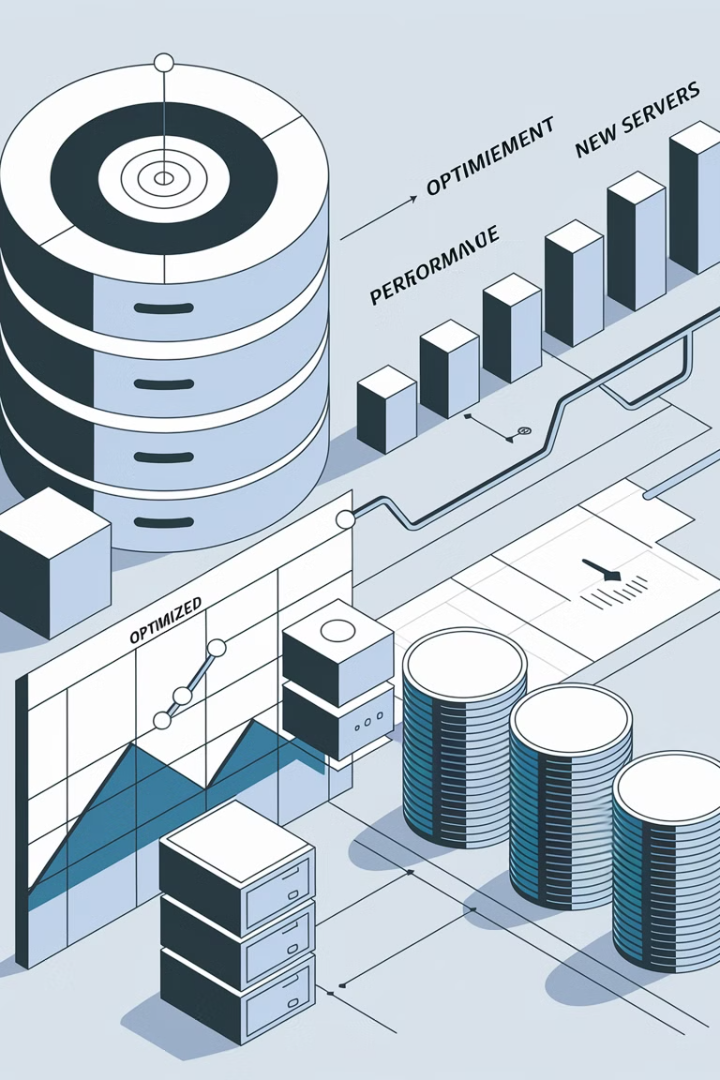 NEW SERVERS
OPTIMIEMENT
PERFORMAUE
OPTIMIZED